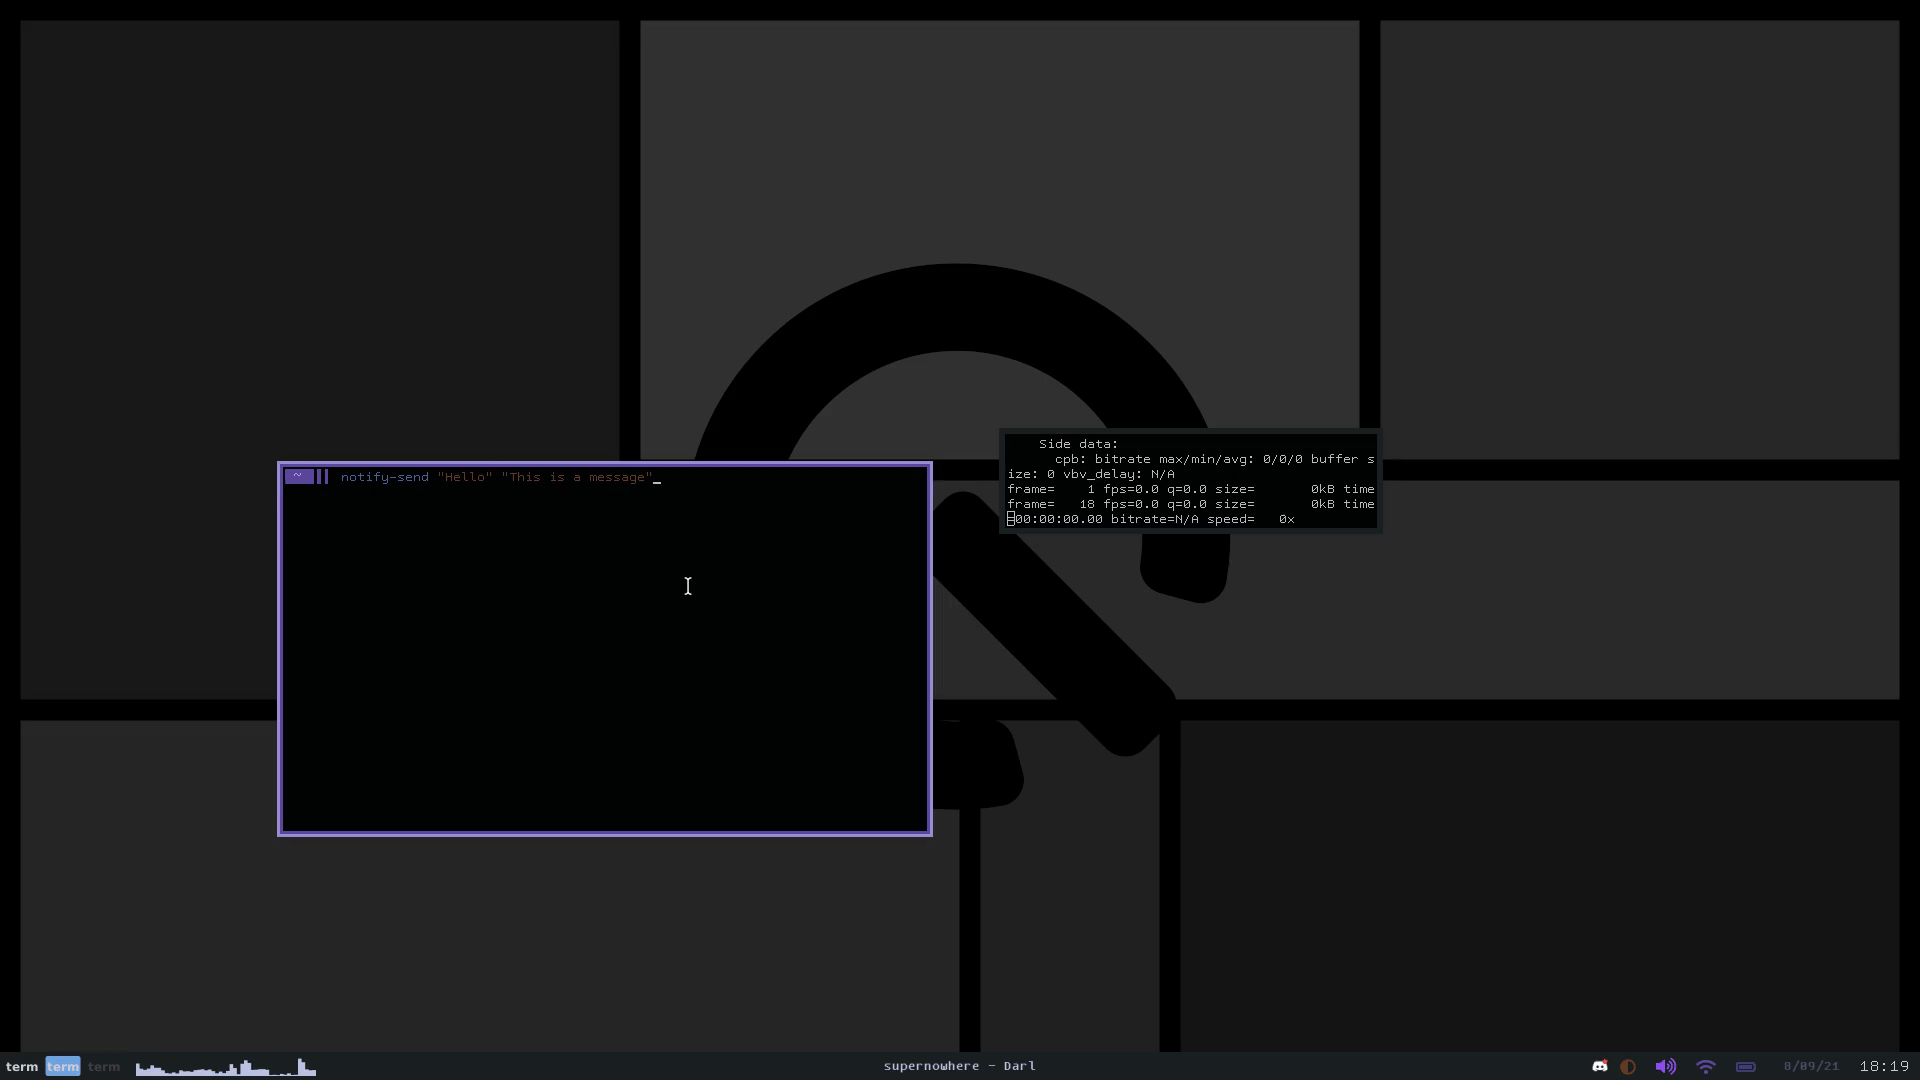 ~ notify-send "Hello" "This is a message"_
Side data:
cpb: bitrate max/min/avg: 0/0/0 buffer s
ize: 0 vbv_delay: N/A
frame=    1 fps=0.0 q=0.0 size=       0kB time
frame=   18 fps=0.0 q=0.0 size=       0kB time
=00:00:00.00 bitrate=N/A speed=   0x
term term term
supernowhere - Darl
8/09/21 18:19